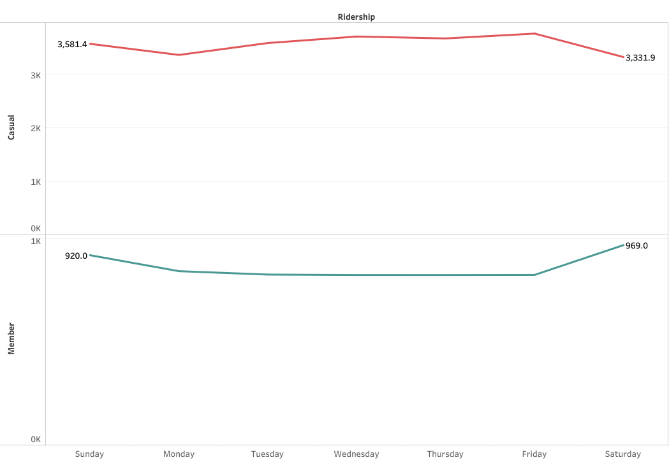 Ridership
Casual
3,581.4
3,331.9
3K
2K
1K
0K
Member
1K
920.0
969.0
0K
Sunday Monday Tuesday Wednesday Thursday Friday Saturday